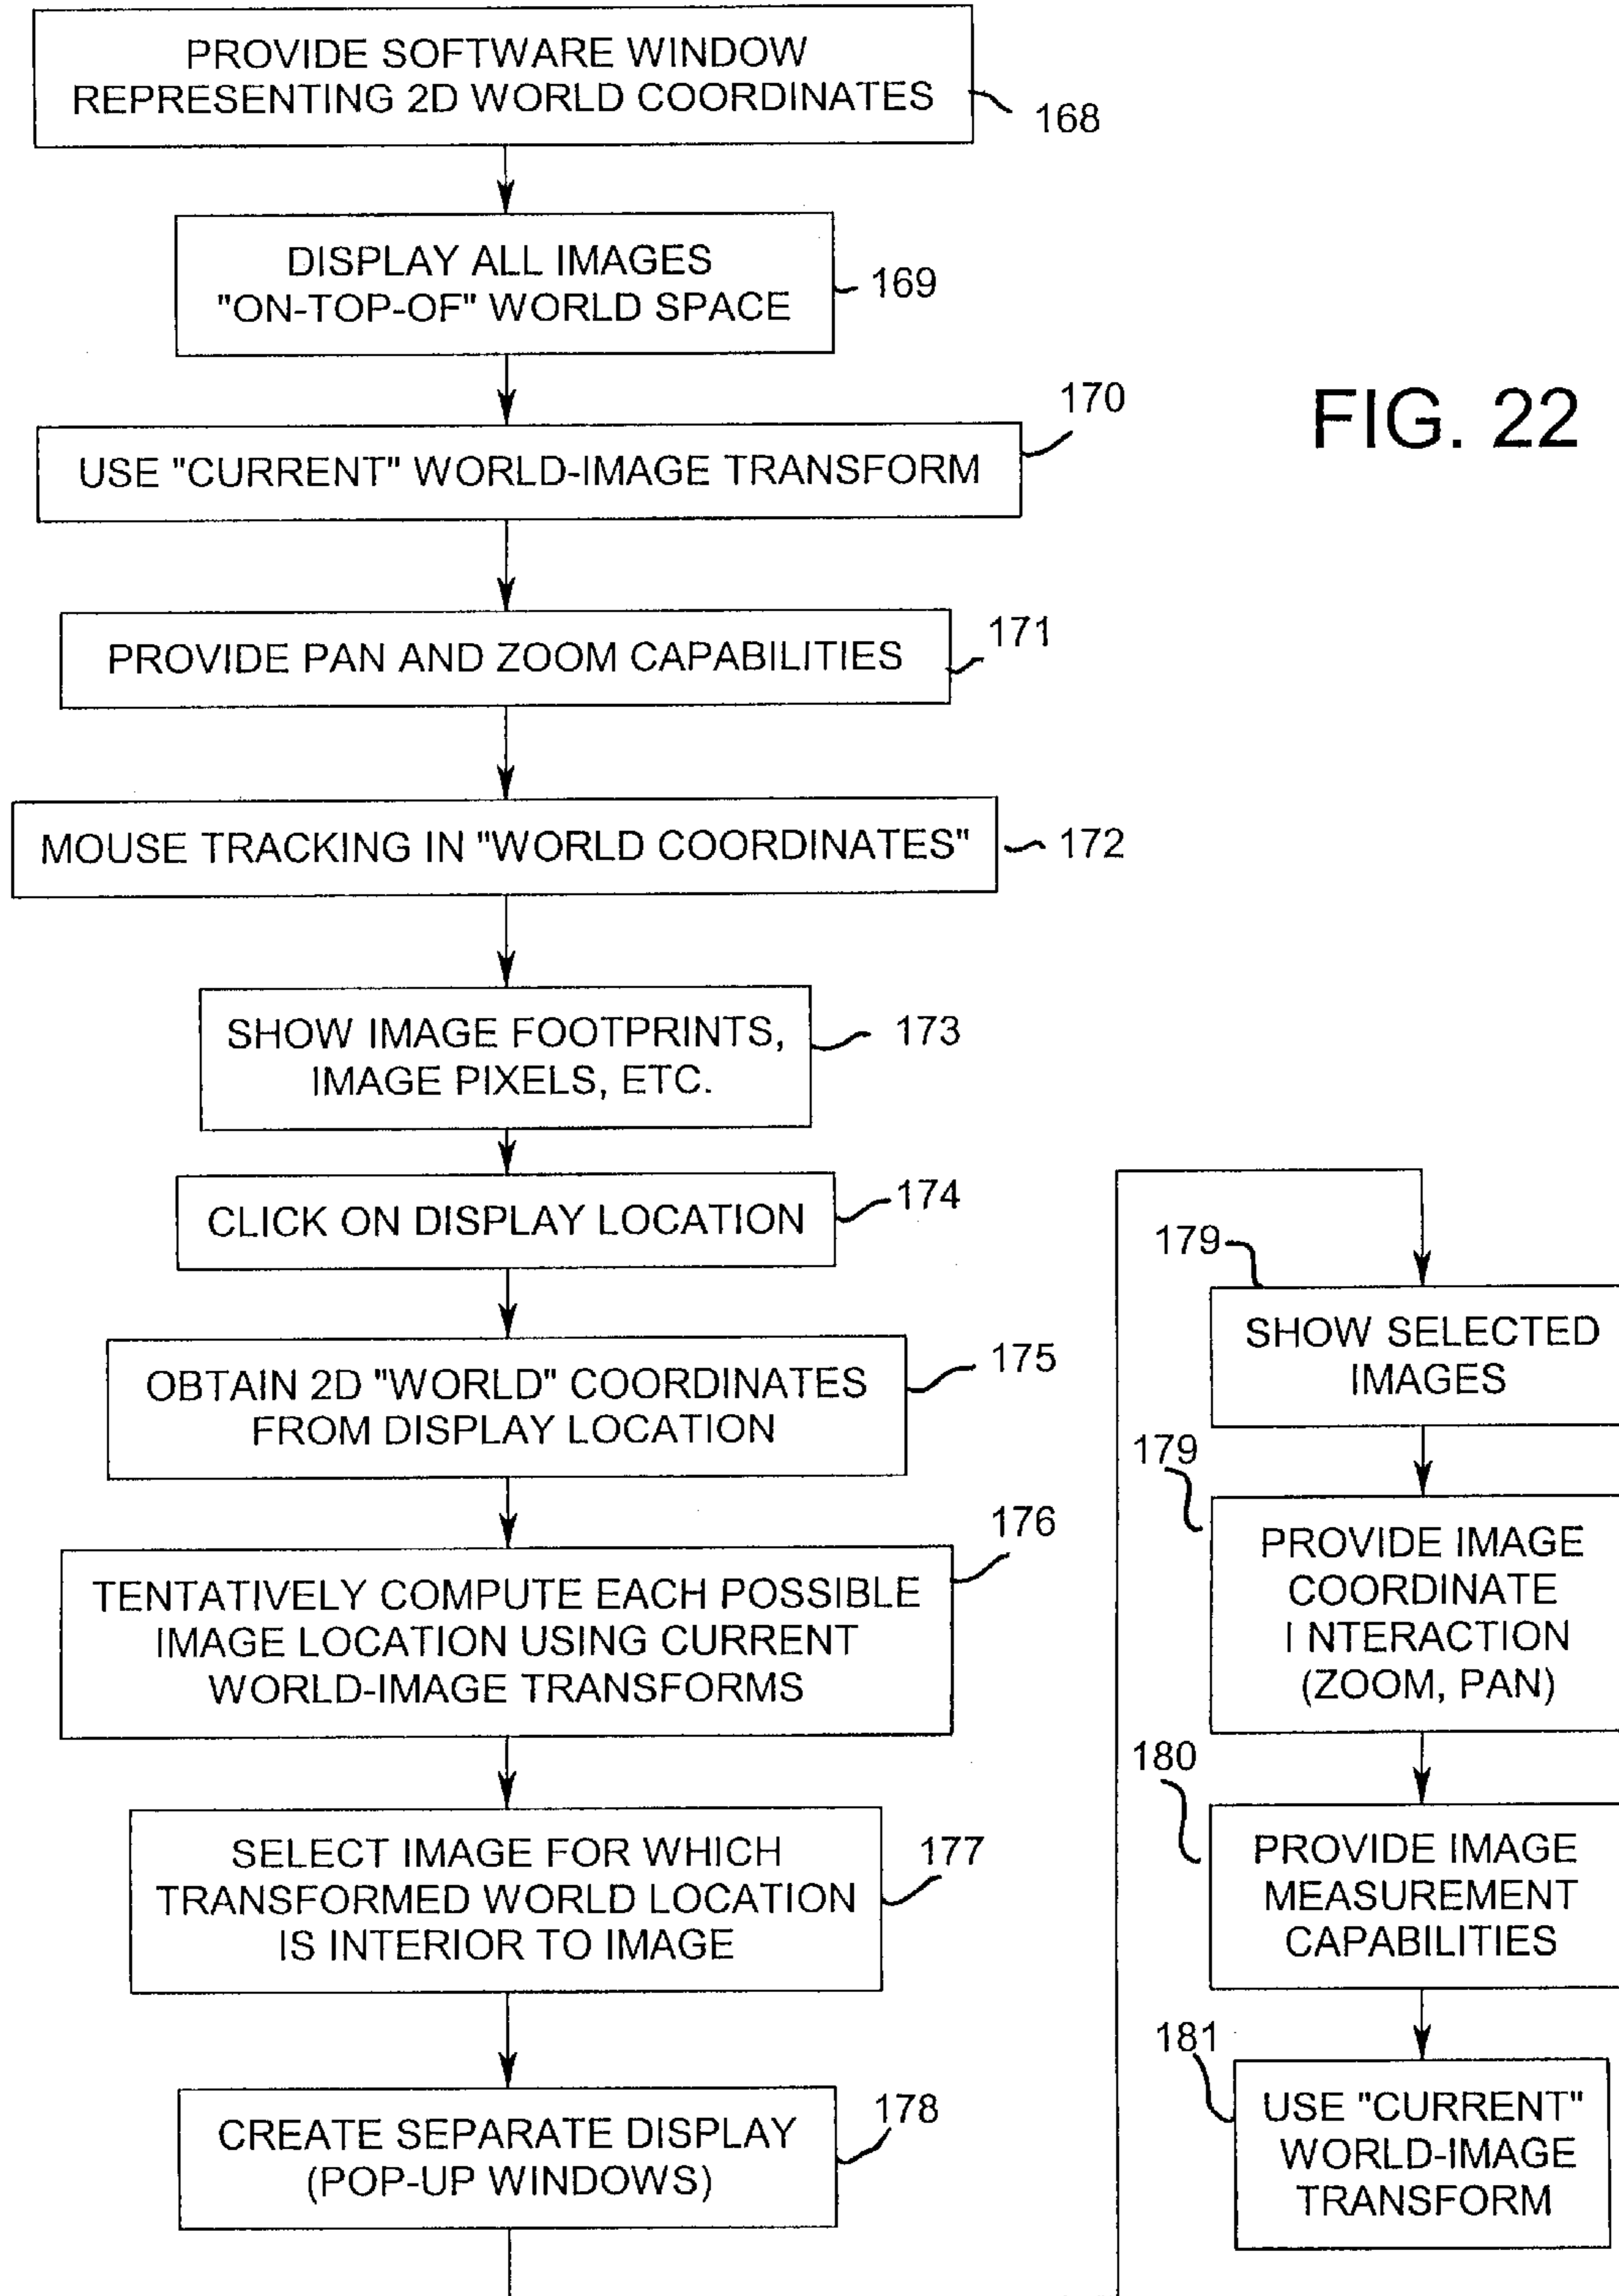 PROVIDE SOFTWARE WINDOW
REPRESENTING 2D WORLD COORDINATES
168
DISPLAY ALL IMAGES
"ON-TOP-OF" WORLD SPACE
169
170
USE "CURRENT" WORLD-IMAGE TRANSFORM
FIG. 22
171
PROVIDE PAN AND ZOOM CAPABILITIES
MOUSE TRACKING IN "WORLD COORDINATES"
172
SHOW IMAGE FOOTPRINTS,
IMAGE PIXELS, ETC.
173
174
CLICK ON DISPLAY LOCATION
175
OBTAIN 2D "WORLD" COORDINATES
FROM DISPLAY LOCATION
176
TENTATIVELY COMPUTE EACH POSSIBLE
IMAGE LOCATION USING CURRENT
WORLD-IMAGE TRANSFORMS
177
SELECT IMAGE FOR WHICH
TRANSFORMED WORLD LOCATION
IS INTERIOR TO IMAGE
178
CREATE SEPARATE DISPLAY
(POP-UP WINDOWS)
179
SHOW SELECTED
IMAGES
179
PROVIDE IMAGE
COORDINATE
I NTERACTION
(ZOOM, PAN)
180
PROVIDE IMAGE
MEASUREMENT
CAPABILITIES
181
USE "CURRENT"
WORLD-IMAGE
TRANSFORM